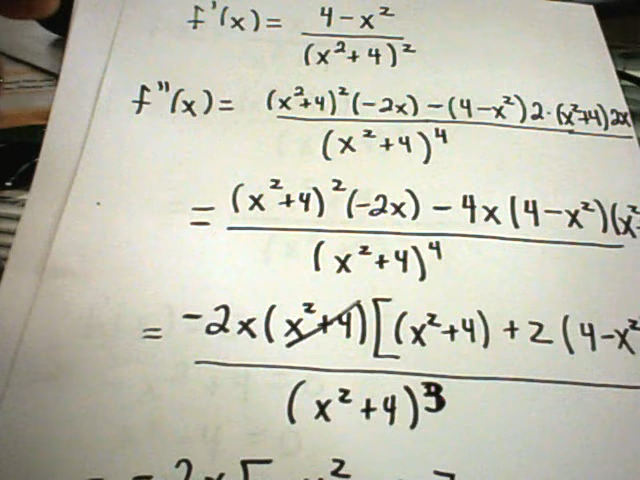 f'(x) = 4-x² / (x²+4)²
f"(x) = (x²+4)²(-2x) - (4-x²)2·(x²+4)2x / (x²+4)⁴
= (x²+4)²(-2x) - 4x(4-x²)(x² / (x²+4)⁴
= -2x(x²+4)[(x²+4) + 2(4-x² / (x²+4)³